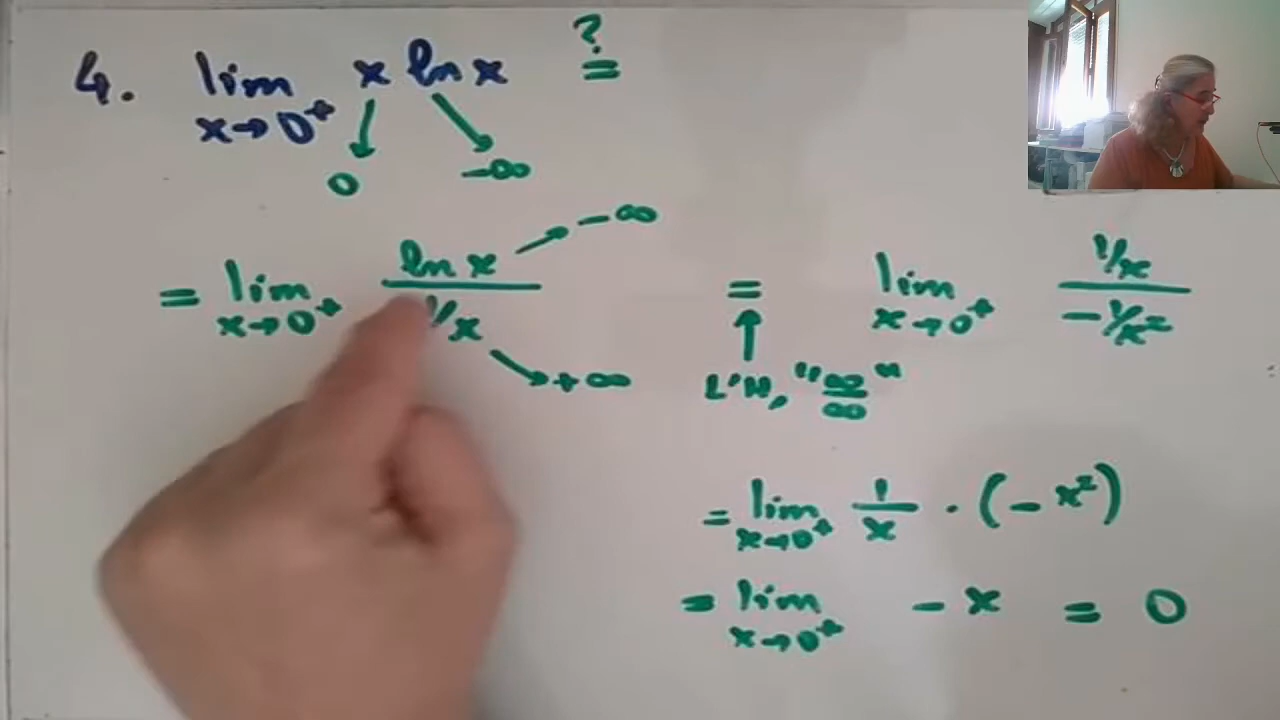 4. lim x ln x ?=
x→0⁺
0 -∞
= lim ln x / 1/x → -∞
x→0⁺ → +∞
= lim 1/x / -1/x²
x→0⁺
L'H, "∞/∞"
= lim 1/x · (-x²)
x→0⁺
= lim -x = 0
x→0⁺